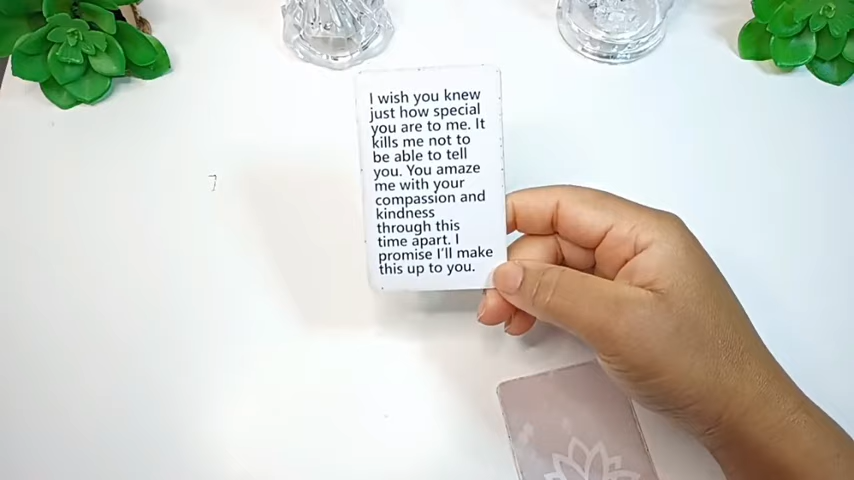 I wish you knew
just how special
you are to me. It
kills me not to
be able to tell
you. You amaze
me with your
compassion and
kindness
through this
time apart. I
promise I'll make
this up to you.